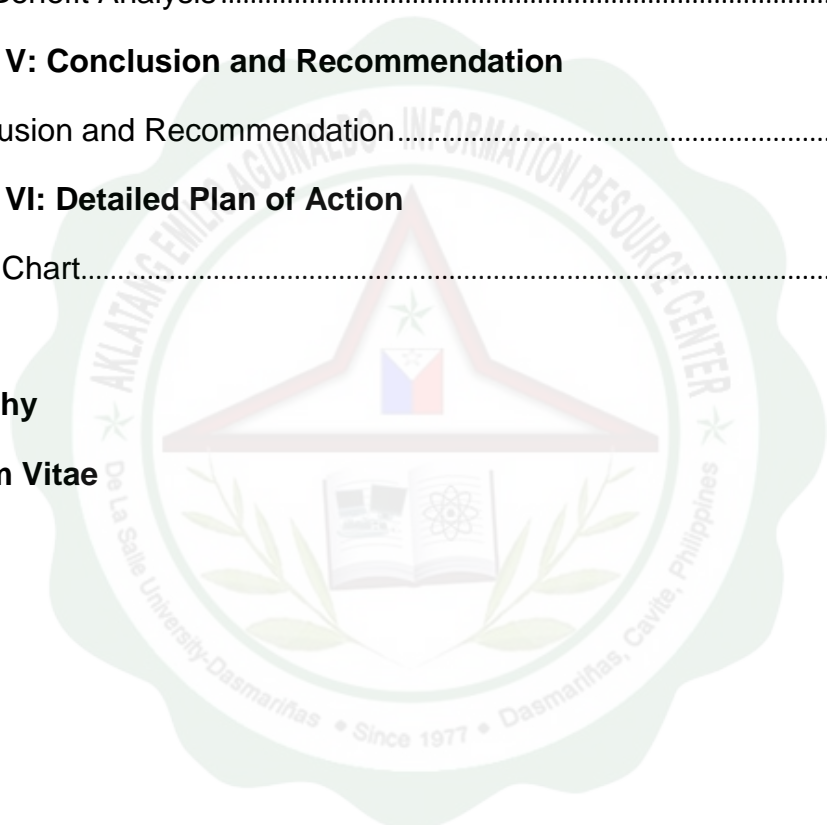 Benefit Analysis
V: Conclusion and Recommendation
usion and Recommendation
VI: Detailed Plan of Action
Chart
hy
m Vitae
AKLATANG EMILIO AGUINALDO INFORMATION RESOURCE CENTER
De La Salle University-Dasmariñas • Since 1977 • Dasmariñas, Cavite, Philippines